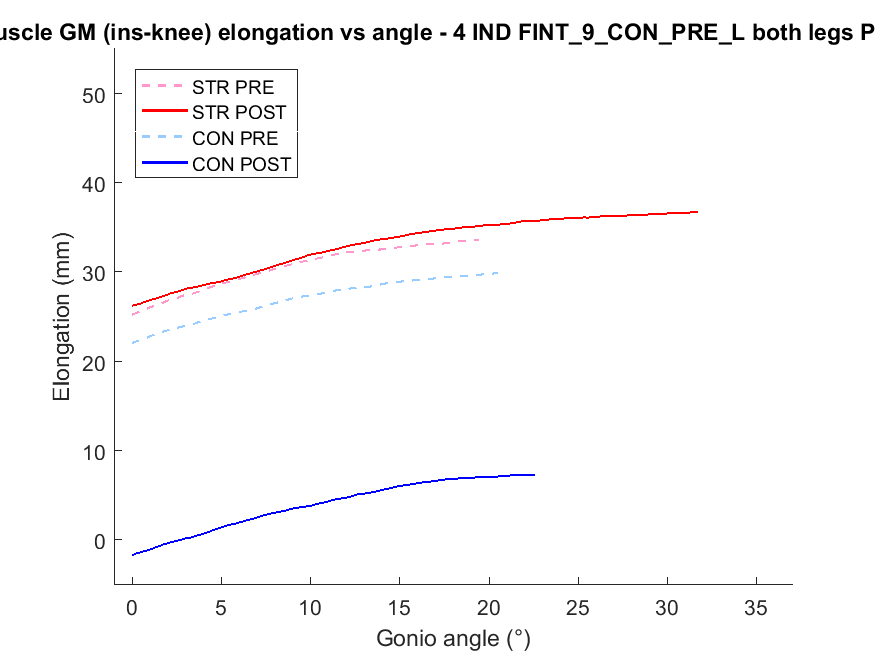 uscle GM (ins-knee) elongation vs angle - 4 IND FINT_9_CON_PRE_L both legs P
STR PRE
STR POST
CON PRE
CON POST
50
40
30
20
10
0
Elongation (mm)
0 5 10 15 20 25 30 35
Gonio angle (°)